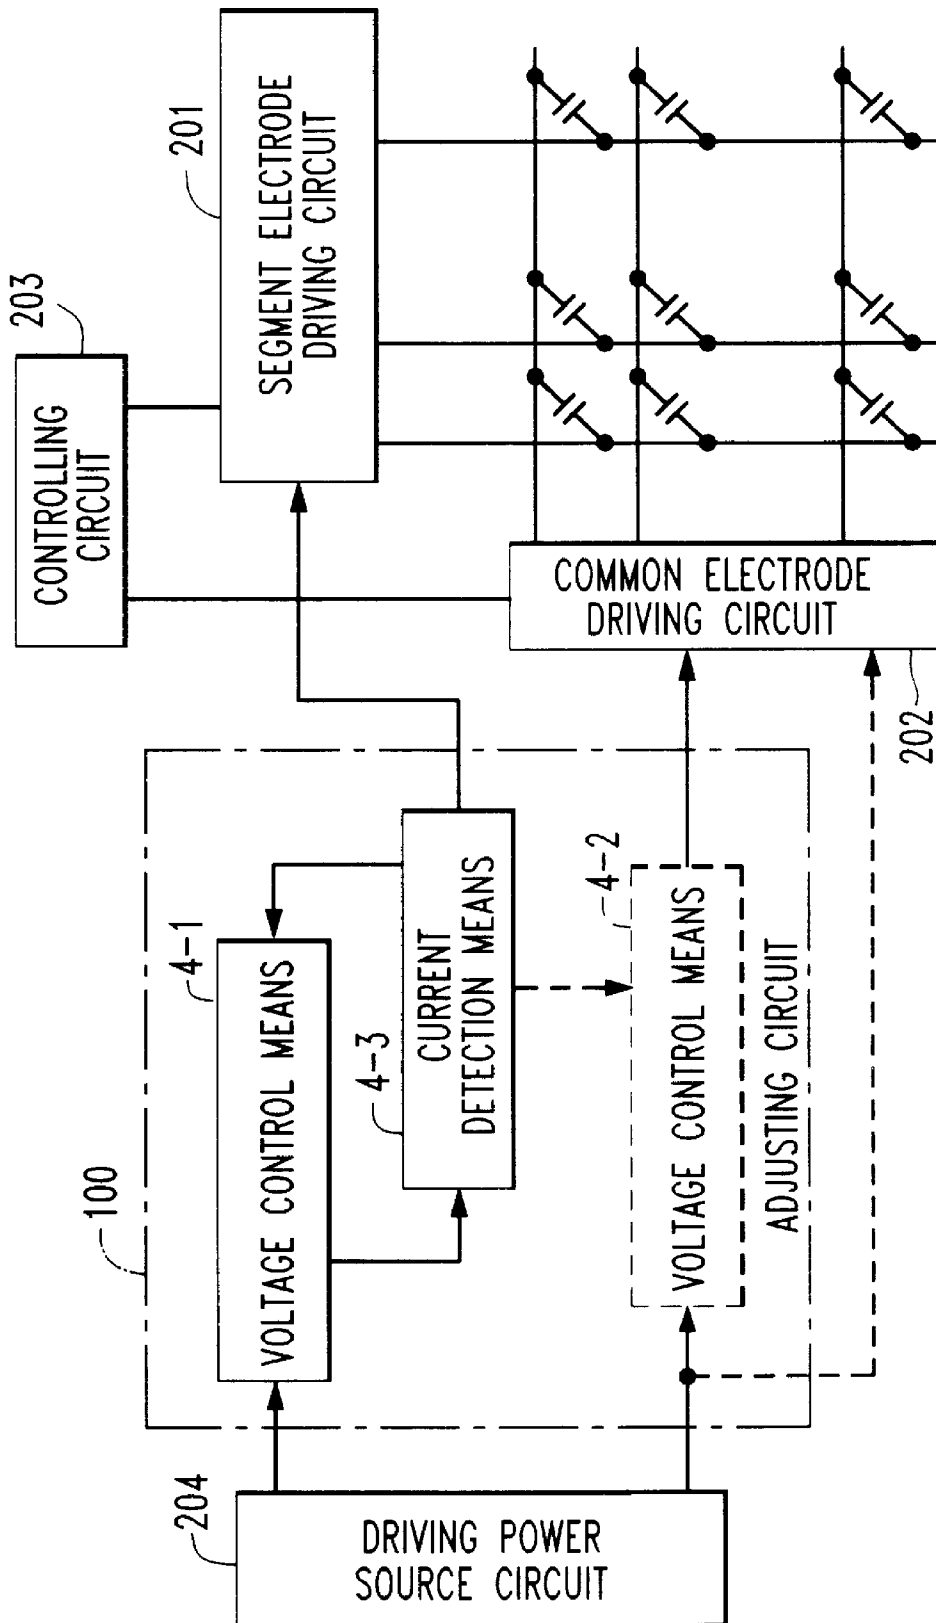 203
CONTROLLING
CIRCUIT
201
SEGMENT ELECTRODE
DRIVING CIRCUIT
COMMON ELECTRODE
DRIVING CIRCUIT
202
100
4-1
VOLTAGE CONTROL MEANS
4-3
CURRENT
DETECTION MEANS
4-2
VOLTAGE CONTROL MEANS
ADJUSTING CIRCUIT
204
DRIVING POWER
SOURCE CIRCUIT